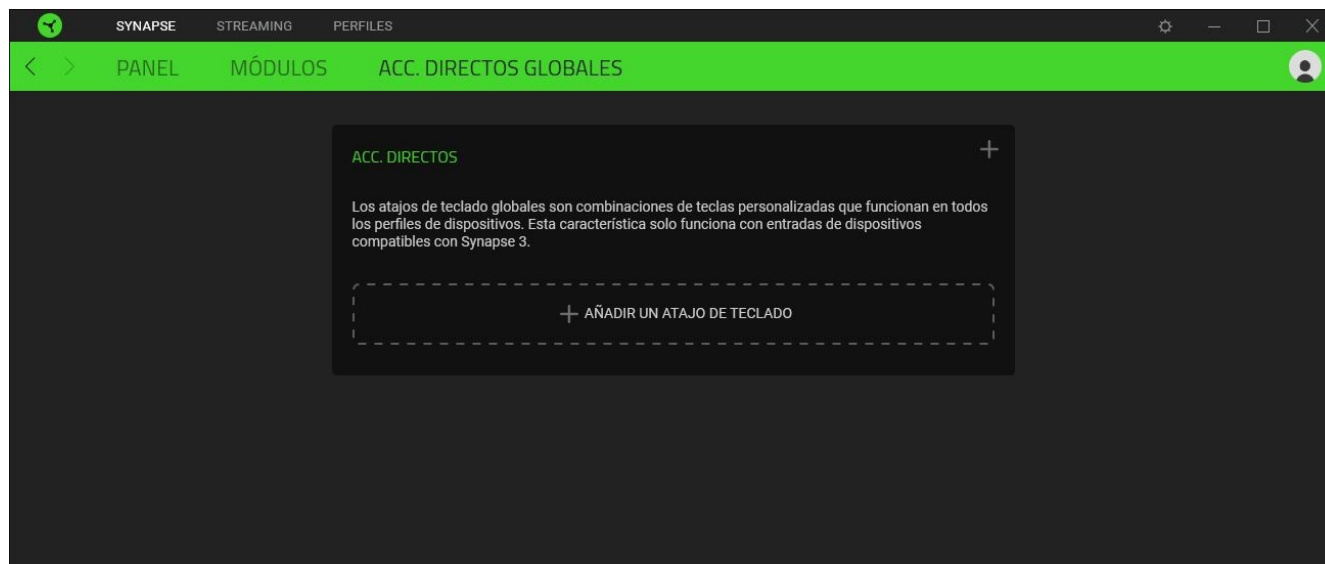 SYNAPSE STREAMING PERFILES
PANEL MÓDULOS ACC. DIRECTOS GLOBALES
ACC. DIRECTOS
Los atajos de teclado globales son combinaciones de teclas personalizadas que funcionan en todos
los perfiles de dispositivos. Esta característica solo funciona con entradas de dispositivos
compatibles con Synapse 3.
AÑADIR UN ATAJO DE TECLADO